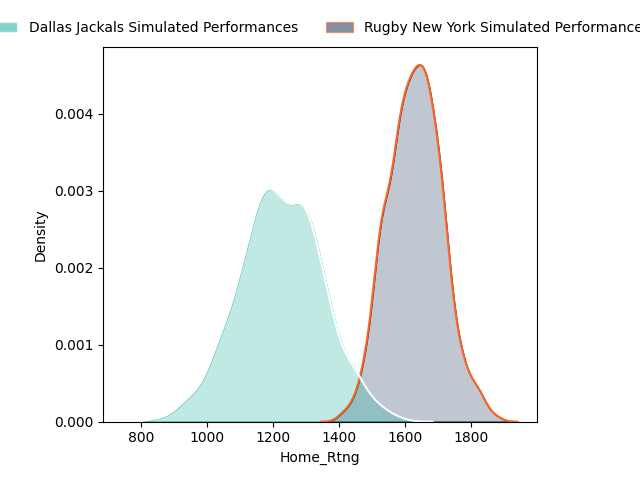 Dallas Jackals Simulated Performances
Rugby New York Simulated Performance
0.004
0.003
0.002
0.001
0.000
Density
800 1000 1200 1400 1600 1800
Home_Rtng